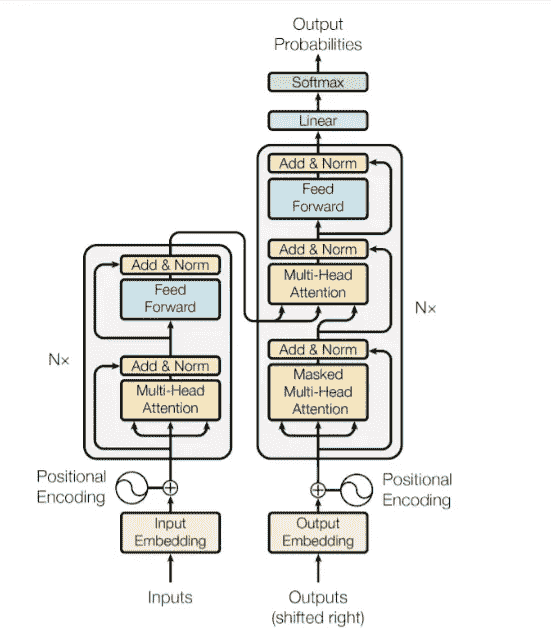 Output
Probabilities
Softmax
Linear
Add & Norm
Feed
Forward
Add & Norm
Multi-Head
Attention
Add & Norm
Masked
Multi-Head
Attention
Nx
Positional
Encoding
Output
Embedding
Outputs
(shifted right)
Add & Norm
Feed
Forward
Add & Norm
Multi-Head
Attention
Nx
Positional
Encoding
Input
Embedding
Inputs